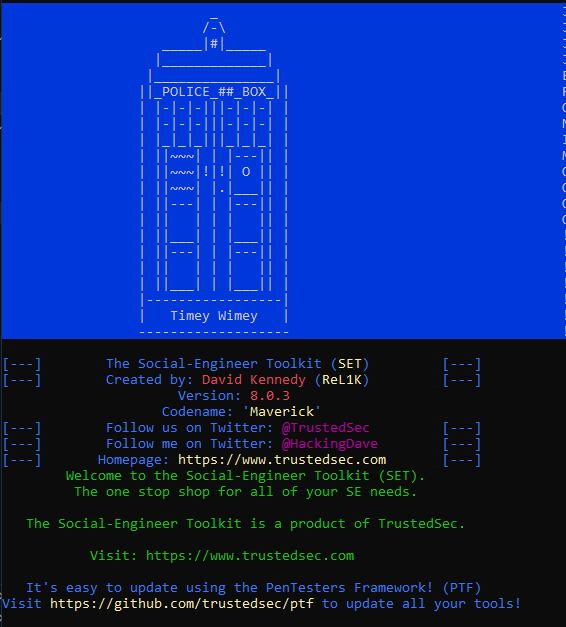 POLICE_##_BOX
Timey Wimey
[---] The Social-Engineer Toolkit (SET) [---]
[---] Created by: David Kennedy (ReL1K) [---]
Version: 8.0.3
Codename: 'Maverick'
[---] Follow us on Twitter: @TrustedSec [---]
[---] Follow me on Twitter: @HackingDave [---]
[---] Homepage: https://www.trustedsec.com [---]
Welcome to the Social-Engineer Toolkit (SET).
The one stop shop for all of your SE needs.
The Social-Engineer Toolkit is a product of TrustedSec.
Visit: https://www.trustedsec.com
It's easy to update using the PenTesters Framework! (PTF)
Visit https://github.com/trustedsec/ptf to update all your tools!